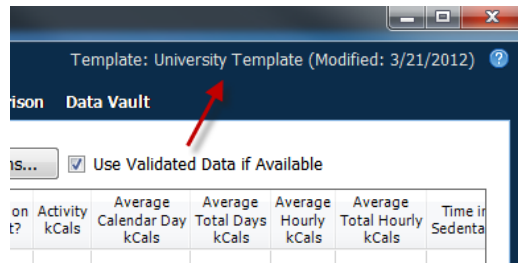 Template: University Template (Modified: 3/21/2012) ?
rison Data Vault
ns... Use Validated Data if Available
on Activity Average Average Average Average Time in
t? kCals Calendar Day Total Days Hourly Total Hourly Sedenta
kCals kCals kCals kCals